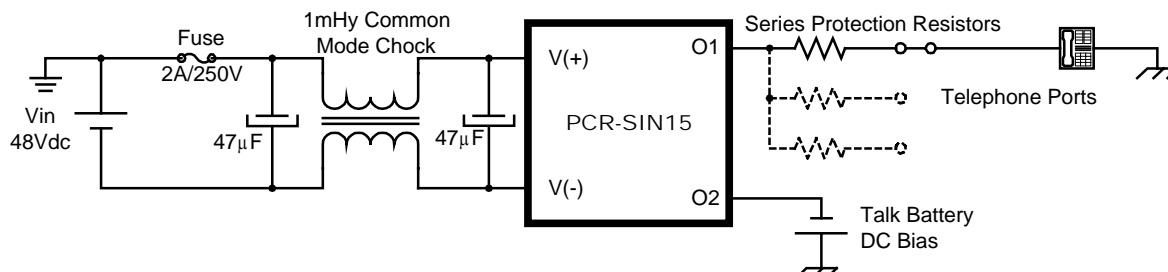 1mHy Common
Mode Chock
Fuse
2A/250V
Vin
48Vdc
47μF
47μF
V(+)
V(-)
PCR-SIN15
O1
O2
Series Protection Resistors
Telephone Ports
Talk Battery
DC Bias